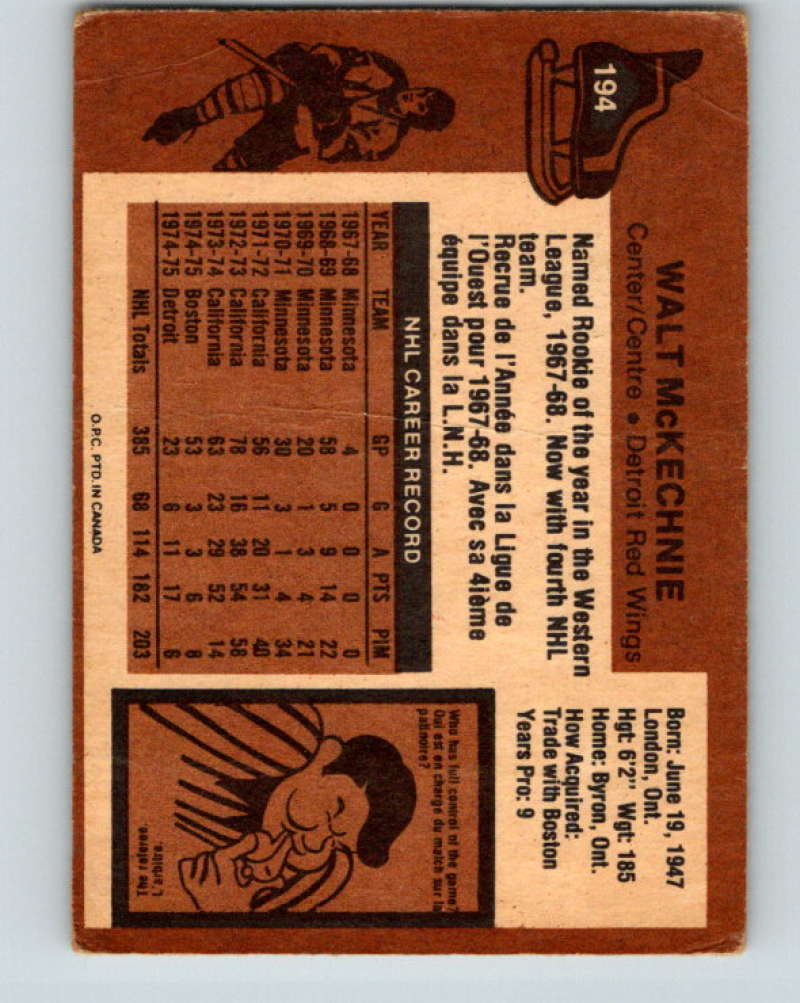 194
WALT McKECHNIE
Center/Centre • Detroit Red Wings
Named Rookie of the year in the Western
League, 1967-68. Now with fourth NHL
team.
Recrue de l'Année dans la Ligue de
l'Ouest pour 1967-68. Avec sa 4ième
équipe dans la L.N.H.
NHL CAREER RECORD
YEAR TEAM GP G A PTS PIM
1967-68 Minnesota 4 0 0 0 0
1968-69 Minnesota 58 5 9 14 22
1969-70 Minnesota 20 1 3 4 21
1970-71 Minnesota 30 3 1 4 34
1971-72 California 56 11 20 31 40
1972-73 California 78 16 38 54 58
1973-74 California 63 23 29 52 14
1974-75 Boston 53 3 3 6 8
1974-75 Detroit 23 6 11 17 6
NHL Totals 385 68 114 182 203
O.P.C. PTD. IN CANADA
Born: June 19, 1947
London, Ont.
Hgt 6'2" Wgt: 185
Home: Byron, Ont.
How Acquired:
Trade with Boston
Years Pro: 9
Who has full control of the game?
Qui est en charge du match sur la
patinoire?
The referee.
L'arbitre.